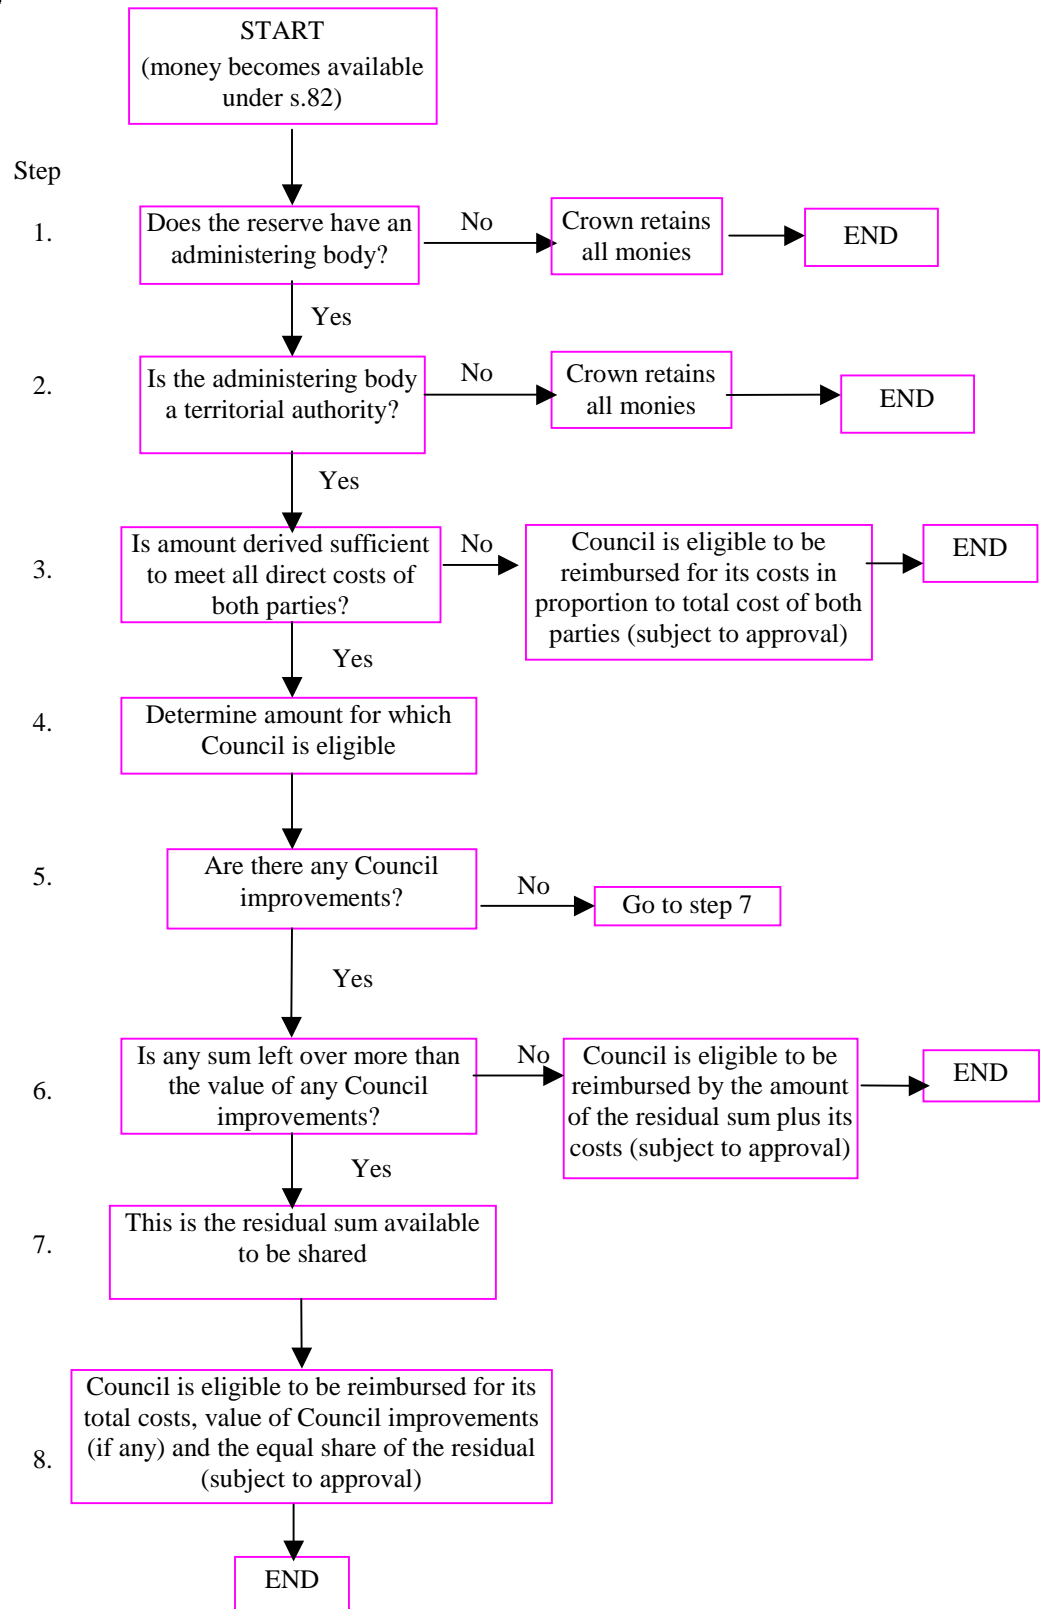 START
(money becomes available
under s.82)
Step
1.
Does the reserve have an
administering body?
No
Crown retains
all monies
END
Yes
2.
Is the administering body
a territorial authority?
No
Crown retains
all monies
END
Yes
3.
Is amount derived sufficient
to meet all direct costs of
both parties?
No
Council is eligible to be
reimbursed for its costs in
proportion to total cost of both
parties (subject to approval)
END
Yes
4.
Determine amount for which
Council is eligible
5.
Are there any Council
improvements?
No
Go to step 7
Yes
6.
Is any sum left over more than
the value of any Council
improvements?
No
Council is eligible to be
reimbursed by the amount
of the residual sum plus its
costs (subject to approval)
END
Yes
7.
This is the residual sum available
to be shared
8.
Council is eligible to be reimbursed for its
total costs, value of Council improvements
(if any) and the equal share of the residual
(subject to approval)
END